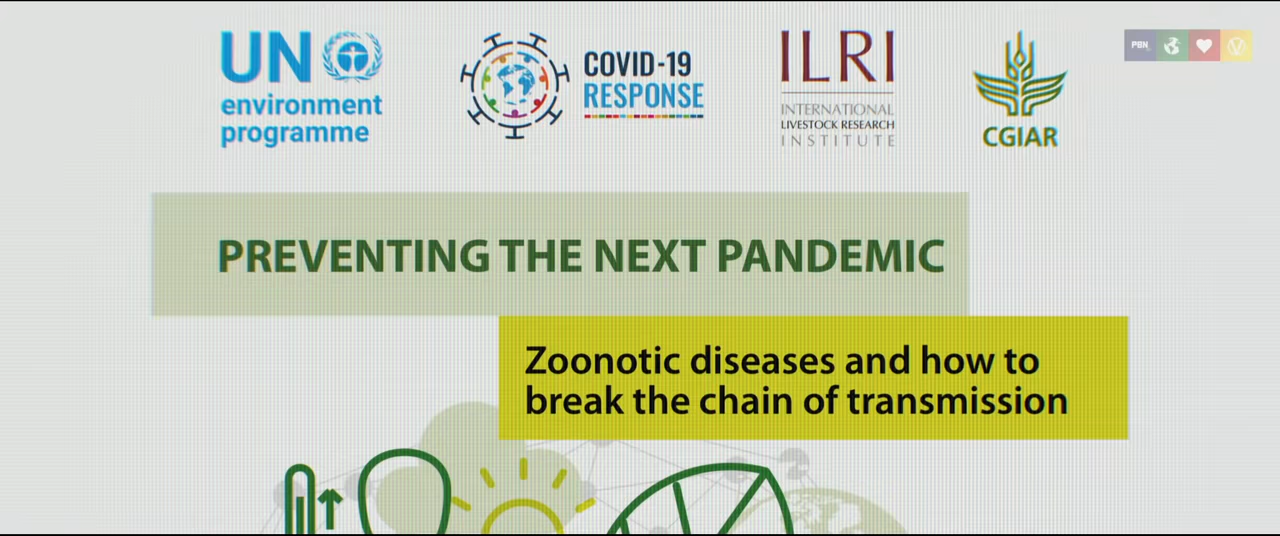 UN
environment
programme
COVID-19
RESPONSE
ILRI
INTERNATIONAL
LIVESTOCK RESEARCH
INSTITUTE
CGIAR
PBN
PREVENTING THE NEXT PANDEMIC
Zoonotic diseases and how to
break the chain of transmission